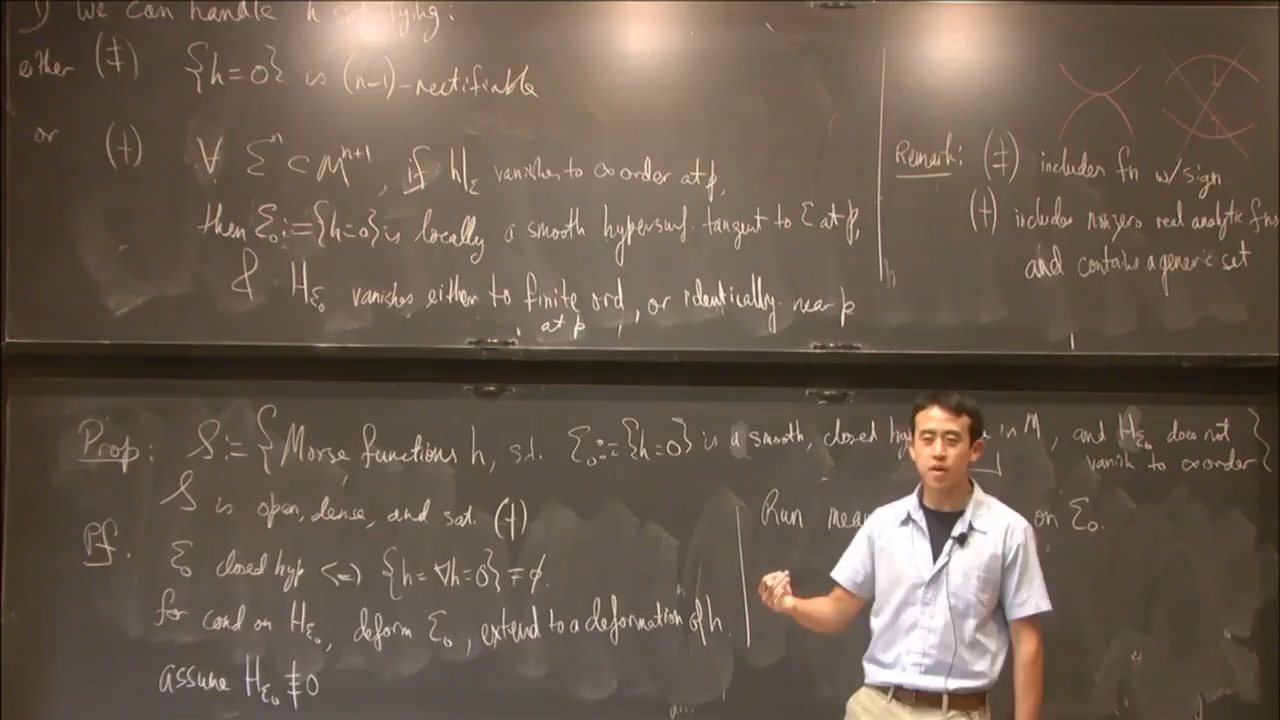 1) We can handle h satisfying:
either (‡) {h=0} is (n-1)-rectifiable
or (†) ∀ Σⁿ ⊂ Mⁿ⁺¹, if h|_Σ vanishes to ∞ order at p,
then Σ₀ := {h=0} is locally a smooth hypersurf. tangent to Σ at p,
& H_Σ₀ vanishes either to finite ord, or identically near p
at p
Remark: (‡) includes fn w/ sign
(†) includes nonzero real analytic fns
and contains a generic set
Prop: S := {Morse functions h, s.t. Σ₀ := {h=0} is a smooth, closed in M, and H_Σ₀ does not
vanish to ∞ order}
S is open, dense, and sat. (†)
Pf. Σ₀ closed hyp <=> {h = ∇h = 0} = φ.
for cond on H_Σ₀, deform Σ₀, extend to a deformation of h.
assume H_Σ₀ ≢ 0
Run on Σ₀.